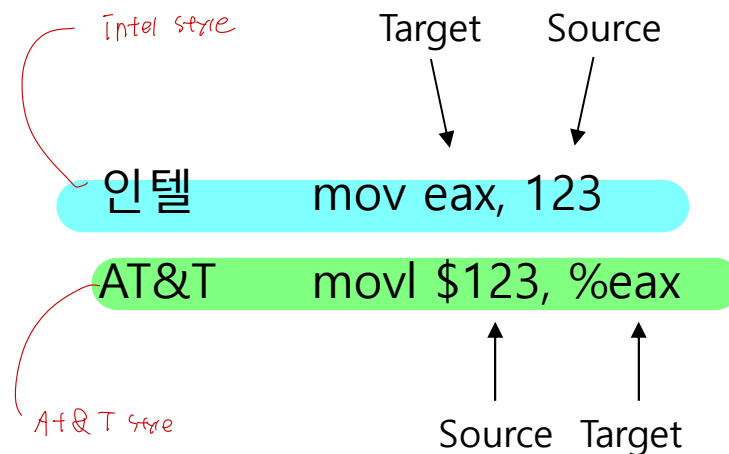 Intel style
Target Source
인텔 mov eax, 123
AT&T movl $123, %eax
At&T style
Source Target